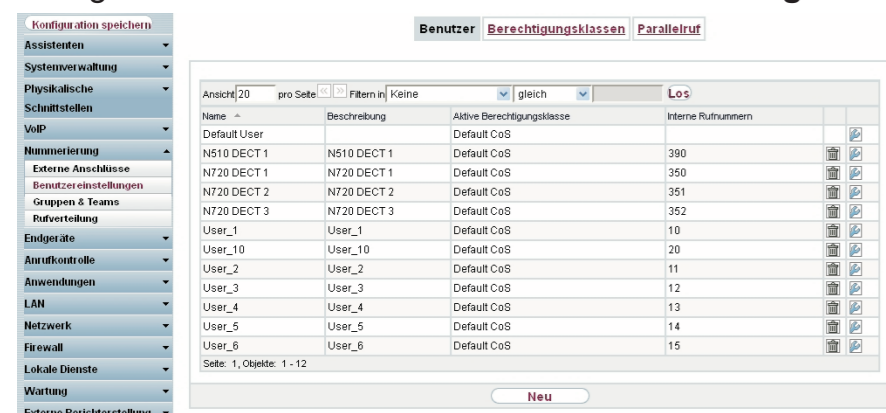 Konfiguration speichern
Assistenten
Systemverwaltung
Physikalische
Schnittstellen
VoIP
Nummerierung
Externe Anschlüsse
Benutzereinstellungen
Gruppen & Teams
Rufverteilung
Endgeräte
Anrufkontrolle
Anwendungen
LAN
Netzwerk
Firewall
Lokale Dienste
Wartung
Externe Berichterstellung
Benutzer Berechtigungsklassen Parallelruf
Ansicht 20 pro Seite << >> Filtern in Keine gleich Los
Name Beschreibung Aktive Berechtigungsklasse Interne Rufnummern
Default User Default CoS
N510 DECT 1 N510 DECT 1 Default CoS 390
N720 DECT 1 N720 DECT 1 Default CoS 350
N720 DECT 2 N720 DECT 2 Default CoS 351
N720 DECT 3 N720 DECT 3 Default CoS 352
User_1 User_1 Default CoS 10
User_10 User_10 Default CoS 20
User_2 User_2 Default CoS 11
User_3 User_3 Default CoS 12
User_4 User_4 Default CoS 13
User_5 User_5 Default CoS 14
User_6 User_6 Default CoS 15
Seite: 1, Objekte: 1 - 12
Neu